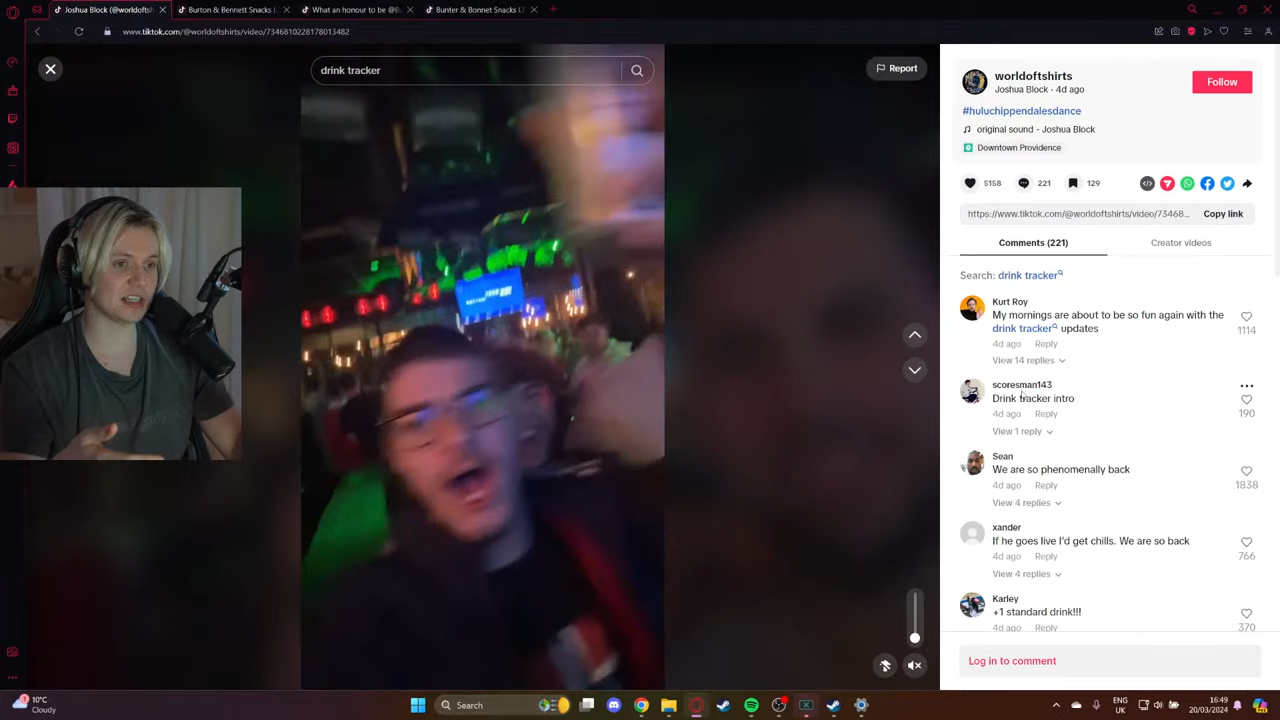 Joshua Block (@worldofshirts
Burton & Bennett Snacks L
What an honour to be @B
Bunter & Bonnet Snacks L
www.tiktok.com/@worldoftshirts/video/7346810228178013482
drink tracker
Report
worldoftshirts
Joshua Block · 4d ago
Follow
#huluchippendalesdance
original sound - Joshua Block
Downtown Providence
5158
221
129
https://www.tiktok.com/@worldoftshirts/video/73468...
Copy link
Comments (221)
Creator videos
Search: drink tracker
Kurt Roy
My mornings are about to be so fun again with the
drink tracker updates
1114
4d ago Reply
View 14 replies
scoresman143
Drink tracker intro
4d ago Reply
190
View 1 reply
Sean
We are so phenomenally back
4d ago Reply
1838
View 4 replies
xander
If he goes live I'd get chills. We are so back
4d ago Reply
766
View 4 replies
Karley
+1 standard drink!!!
4d ago Reply
370
Log in to comment
10°C
Cloudy
Search
ENG
UK
16:49
20/03/2024